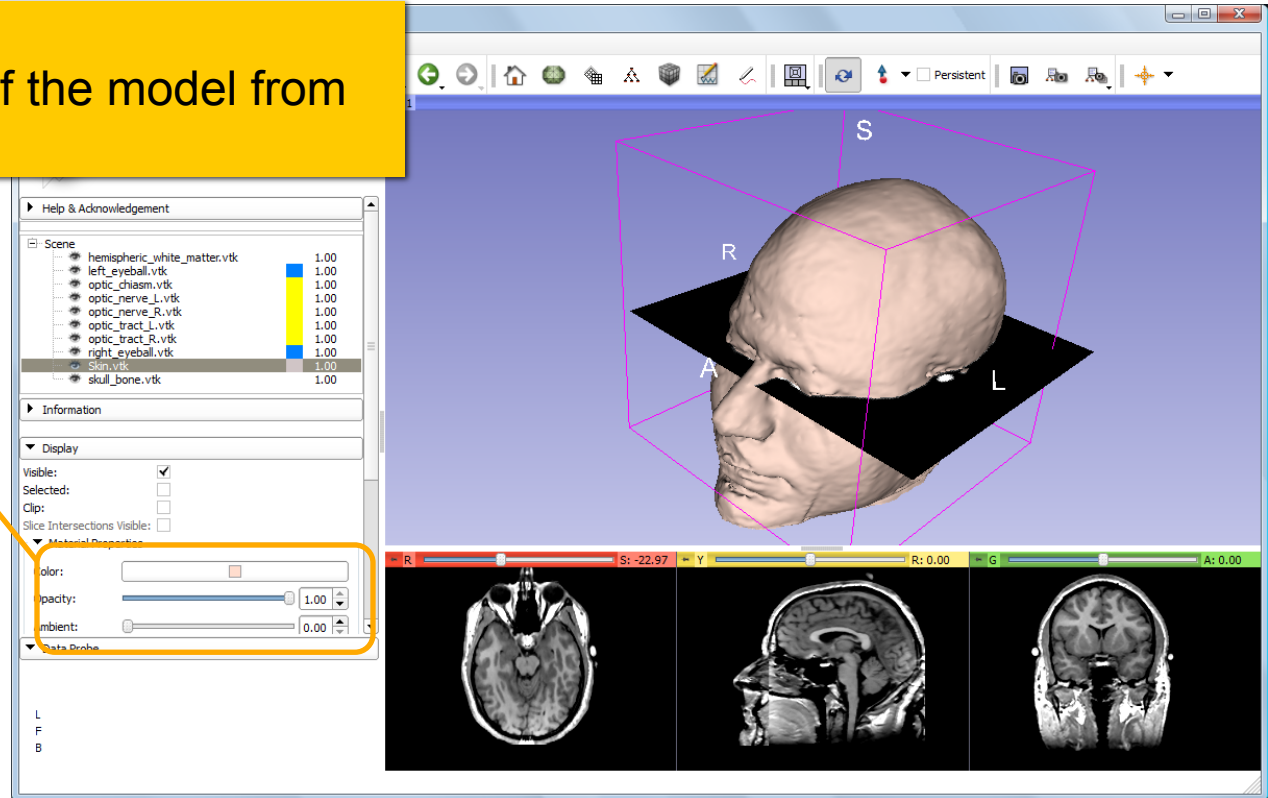 f the model from
Persistent
1
Help & Acknowledgement
Scene
hemispheric_white_matter.vtk 1.00
left_eyeball.vtk 1.00
optic_chiasm.vtk 1.00
optic_nerve_L.vtk 1.00
optic_nerve_R.vtk 1.00
optic_tract_L.vtk 1.00
optic_tract_R.vtk 1.00
right_eyeball.vtk 1.00
Skin.vtk 1.00
skull_bone.vtk 1.00
Information
Display
Visible:
Selected:
Clip:
Slice Intersections Visible:
Material Properties
Color:
Opacity: 1.00
Ambient: 0.00
Data Probe
L
F
B
S
R
A
L
R S: -22.97
Y R: 0.00
G A: 0.00